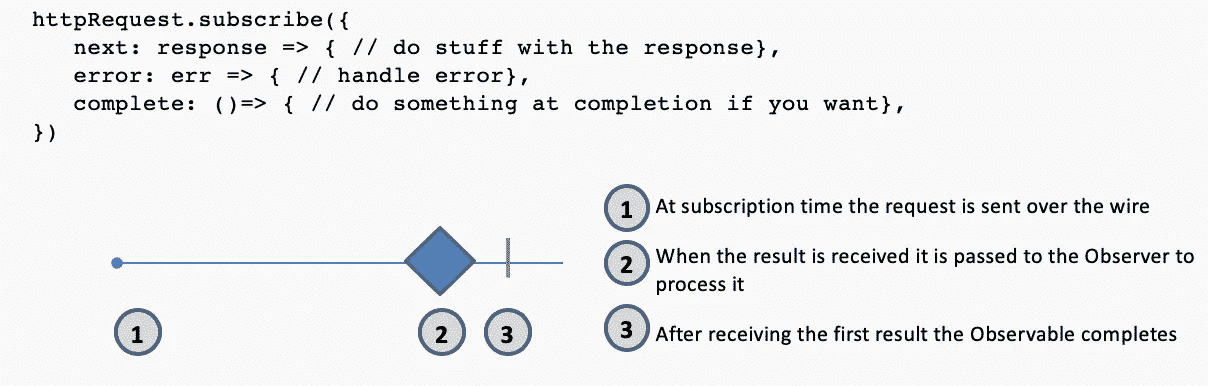 httpRequest.subscribe({
   next: response => { // do stuff with the response},
   error: err => { // handle error},
   complete: ()=> { // do something at completion if you want},
})
1 At subscription time the request is sent over the wire
2 When the result is received it is passed to the Observer to
process it
3 After receiving the first result the Observable completes
1 2 3